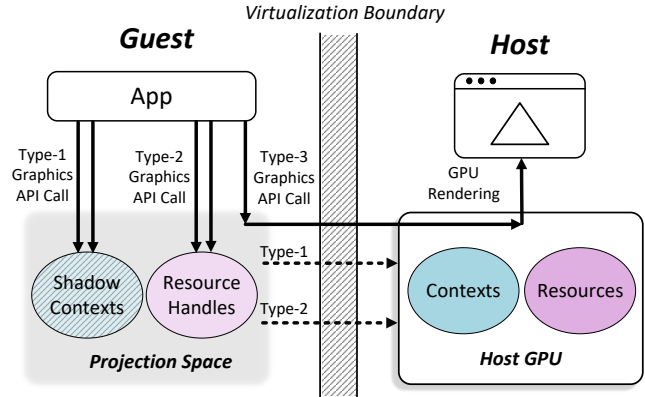 Virtualization Boundary
Guest
Host
App
Type-1
Graphics
API Call
Type-2
Graphics
API Call
Type-3
Graphics
API Call
GPU
Rendering
Type-1
Shadow
Contexts
Resource
Handles
Contexts
Resources
Type-2
Projection Space
Host GPU